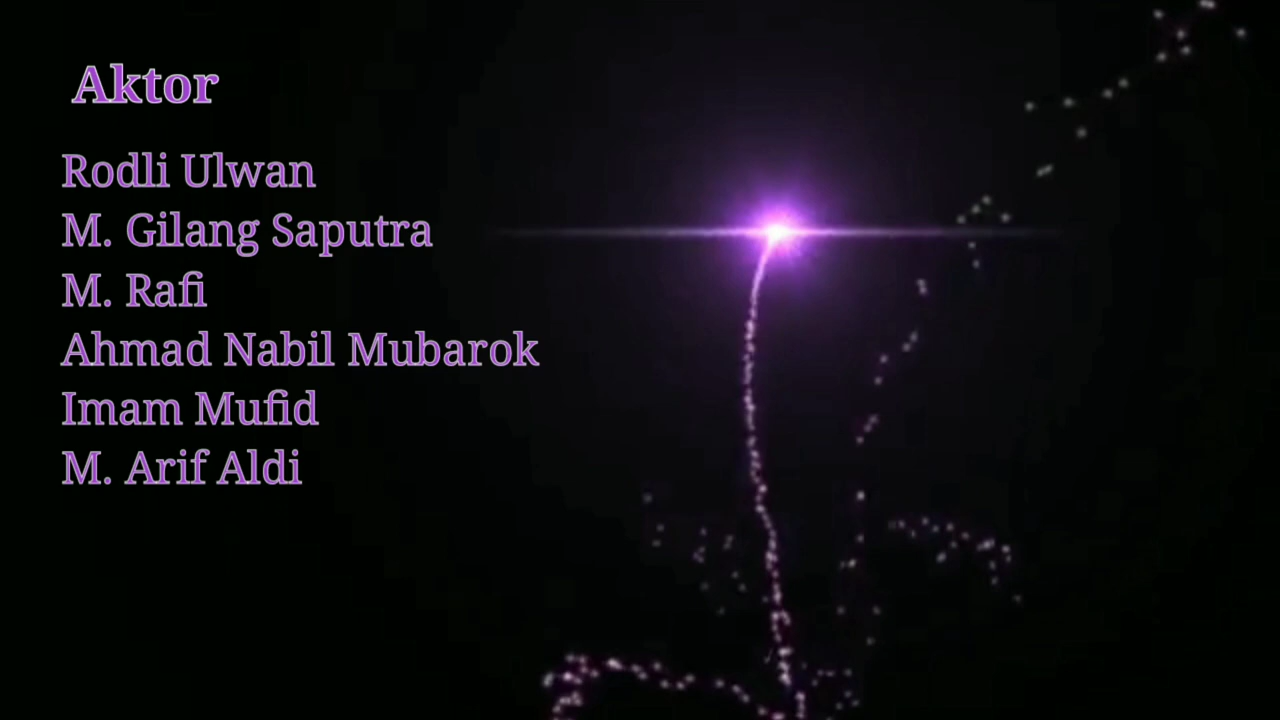 Aktor
Rodli Ulwan
M. Gilang Saputra
M. Rafi
Ahmad Nabil Mubarok
Imam Mufid
M. Arif Aldi